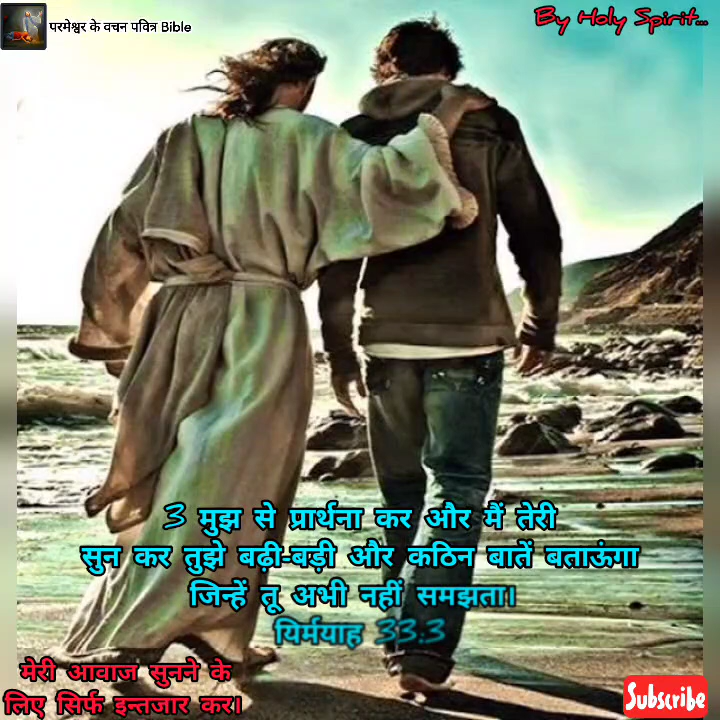 परमेश्वर के वचन पवित्र Bible
By Holy Spirit...
3 मुझ से प्रार्थना कर और मैं तेरी
सुन कर तुझे बढ़ी-बड़ी और कठिन बातें बताऊंगा
जिन्हें तू अभी नहीं समझता।
यिर्मयाह 33:3
मेरी आवाज सुनने के
लिए सिर्फ इन्तजार कर।
Subscribe